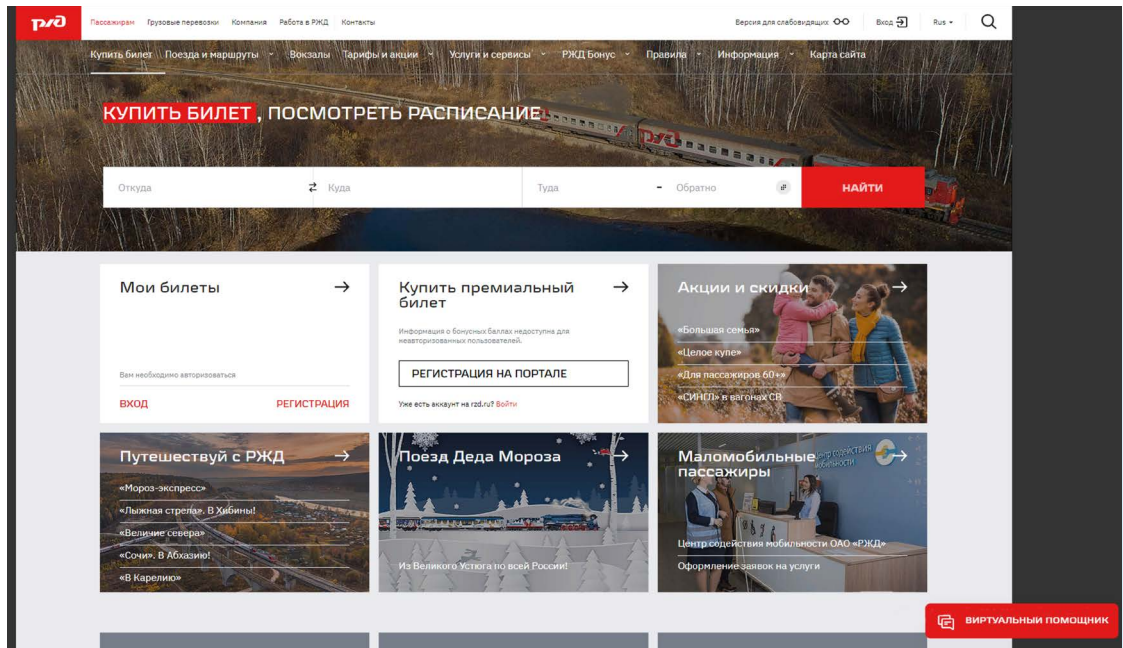 ржд
Пассажирам Грузовые перевозки Компания Работа в РЖД Контакты Версия для слабовидящих Вход Rus
Купить билет Поезда и маршруты Вокзалы Тарифы и акции Услуги и сервисы РЖД Бонус Правила Информация Карта сайта
КУПИТЬ БИЛЕТ, ПОСМОТРЕТЬ РАСПИСАНИЕ
ржд
Откуда Куда Туда – Обратно НАЙТИ
Мои билеты
Вам необходимо авторизоваться
ВХОД РЕГИСТРАЦИЯ
Купить премиальный
билет
Информация о бонусных баллах недоступна для
неавторизованных пользователей.
РЕГИСТРАЦИЯ НА ПОРТАЛЕ
Уже есть аккаунт на rzd.ru? Войти
Акции и скидки
«Большая семья»
«Целое купе»
«Для пассажиров 60+»
«СИНГЛ» в вагонах СВ
Путешествуй с РЖД
«Мороз-экспресс»
«Лыжная стрела». В Хибины!
«Величие севера»
«Сочи». В Абхазию!
«В Карелию»
Поезд Деда Мороза
Из Великого Устюга по всей России!
Маломобильные
пассажиры
Центр содействия
мобильности
Центр содействия мобильности ОАО «РЖД»
Оформление заявок на услуги
ВИРТУАЛЬНЫЙ ПОМОЩНИК